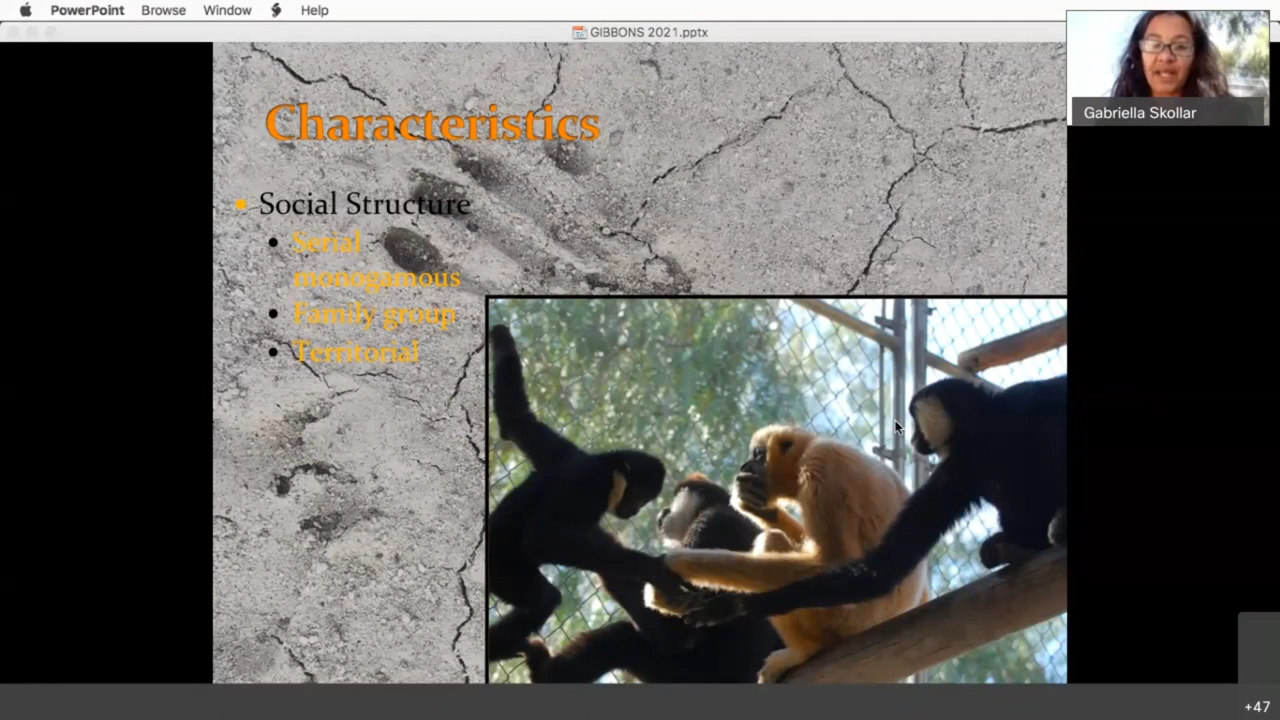 PowerPoint Browse Window Help
GIBBONS 2021.pptx
Gabriella Skollar
Characteristics
Social Structure
Serial
monogamous
Family group
Territorial
+47